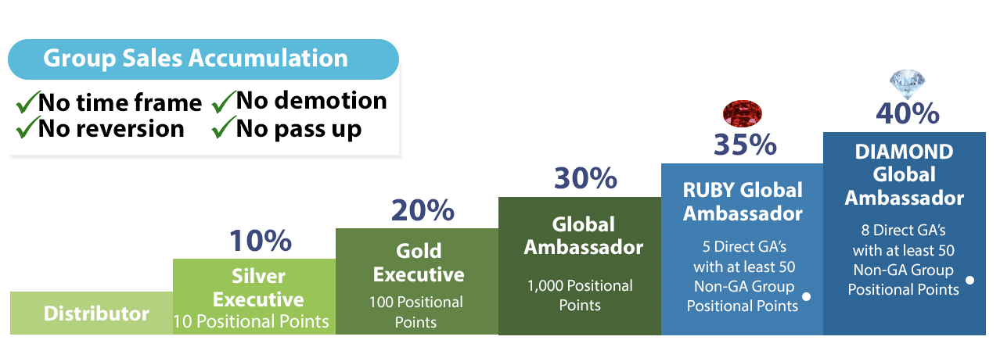 Group Sales Accumulation
No time frame
No demotion
No reversion
No pass up
Distributor
10%
Silver
Executive
10 Positional Points
20%
Gold
Executive
100 Positional
Points
30%
Global
Ambassador
1,000 Positional
Points
35%
RUBY Global
Ambassador
5 Direct GA’s
with at least 50
Non-GA Group
Positional Points
40%
DIAMOND
Global
Ambassador
8 Direct GA’s
with at least 50
Non-GA Group
Positional Points